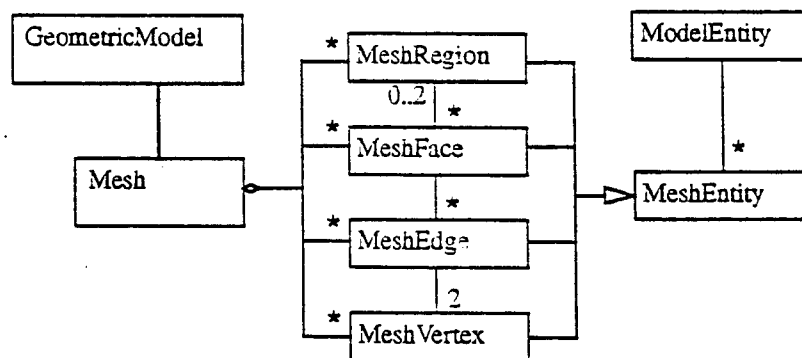 GeometricModel
* MeshRegion
ModelEntity
0..2
*
* MeshFace
*
Mesh
MeshEntity
*
* MeshEdge
2
* MeshVertex